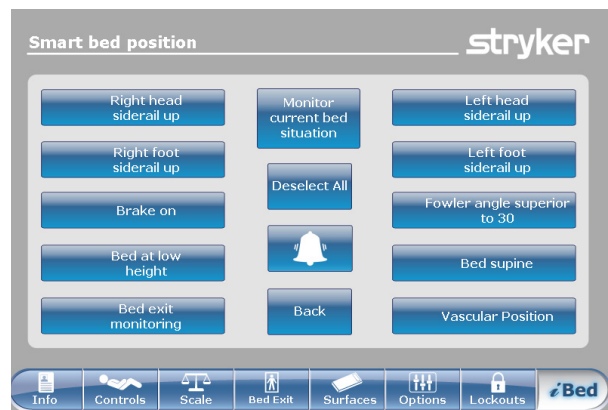 Smart bed position
stryker
Right head
siderail up
Monitor
current bed
situation
Left head
siderail up
Right foot
siderail up
Deselect All
Left foot
siderail up
Brake on
Fowler angle superior
to 30
Bed at low
height
Bed supine
Bed exit
monitoring
Back
Vascular Position
Info
Controls
Scale
Bed Exit
Surfaces
Options
Lockouts
iBed